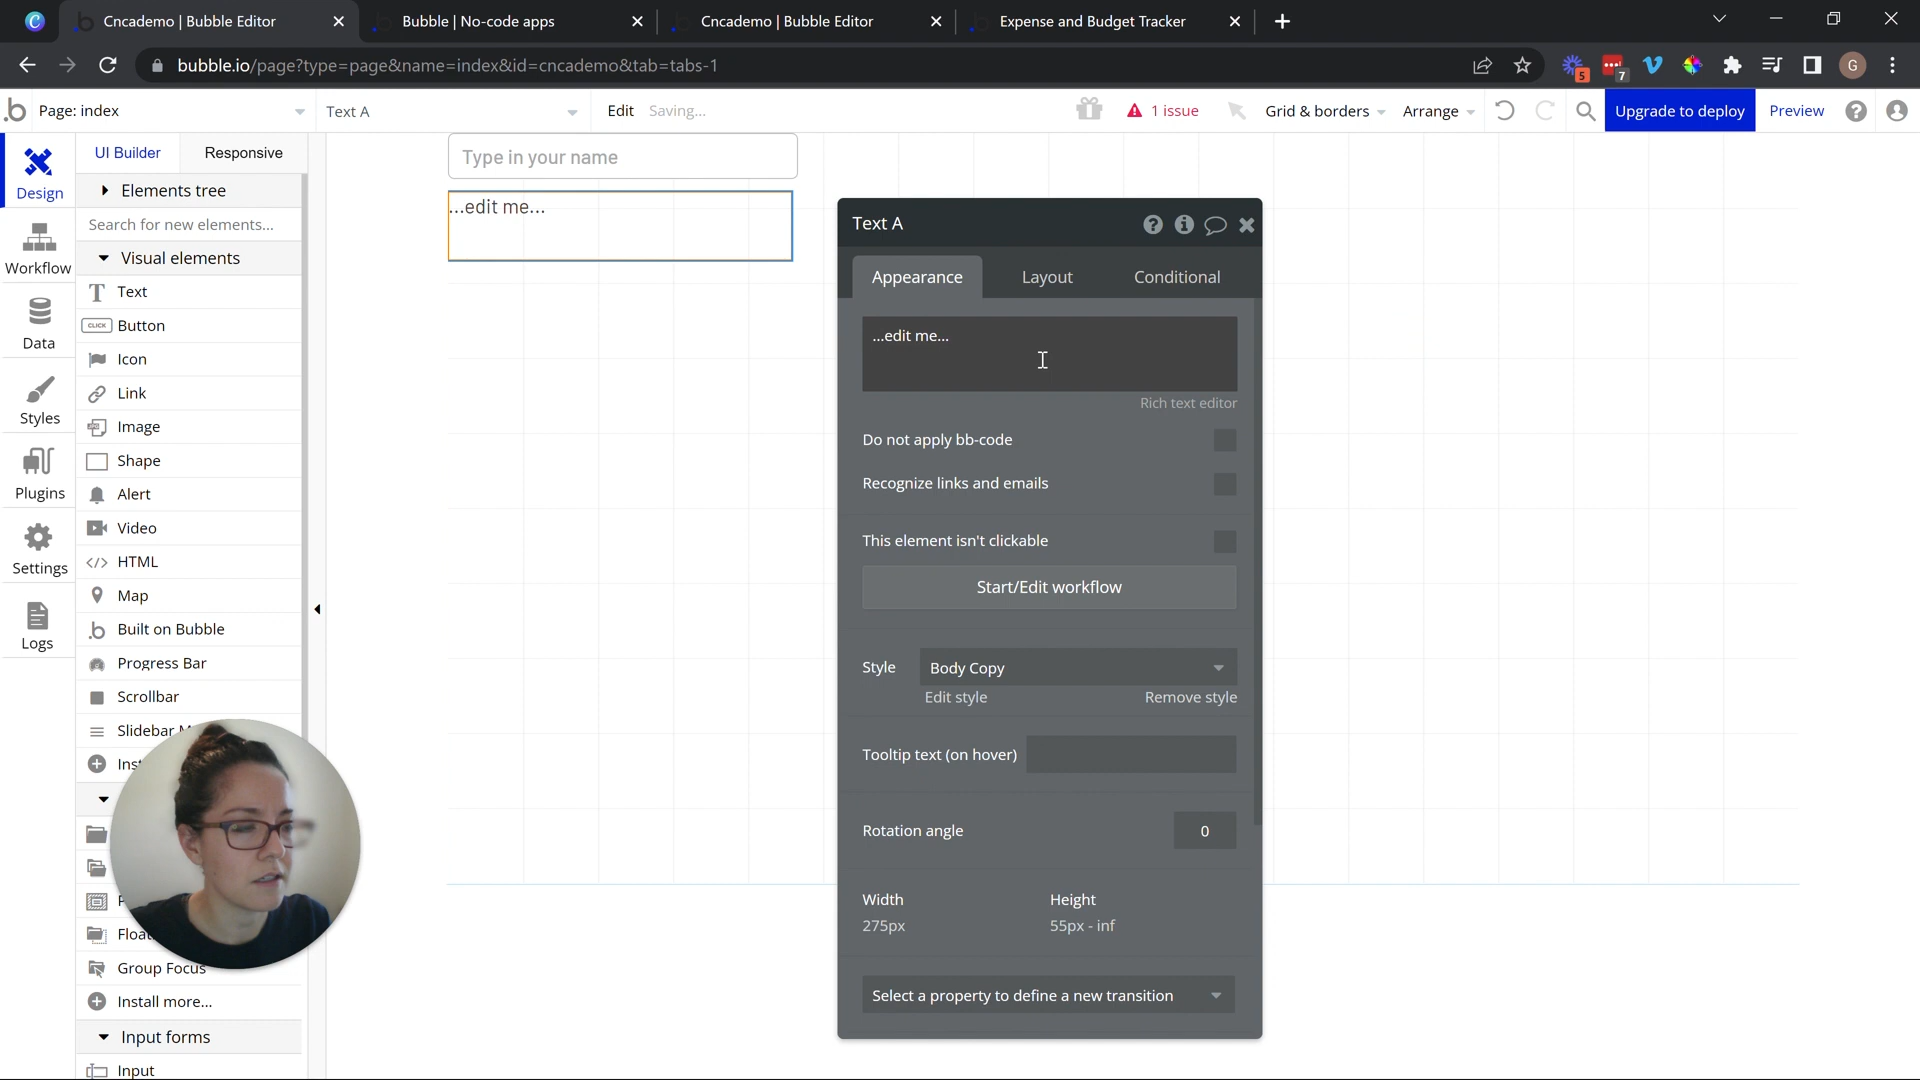 Cncademo | Bubble Editor
Bubble | No-code apps
Cncademo | Bubble Editor
Expense and Budget Tracker
bubble.io/page?type=page&name=index&id=cncademo&tab=tabs-1
5
7
G
Page: index
Text A
Edit
Saving...
1 issue
Grid & borders
Arrange
Upgrade to deploy
Preview
UI Builder
Responsive
Design
Workflow
Data
Styles
Plugins
Settings
Logs
Elements tree
Search for new elements...
Visual elements
Text
CLICK
Button
Icon
Link
Image
Shape
Alert
Video
HTML
Map
Built on Bubble
Progress Bar
Scrollbar
Slidebar
Group Focus
Install more...
Input forms
Input
Type in your name
...edit me...
Text A
Appearance
Layout
Conditional
...edit me...
Rich text editor
Do not apply bb-code
Recognize links and emails
This element isn't clickable
Start/Edit workflow
Style
Body Copy
Edit style
Remove style
Tooltip text (on hover)
Rotation angle
0
Width
Height
275px
55px - inf
Select a property to define a new transition